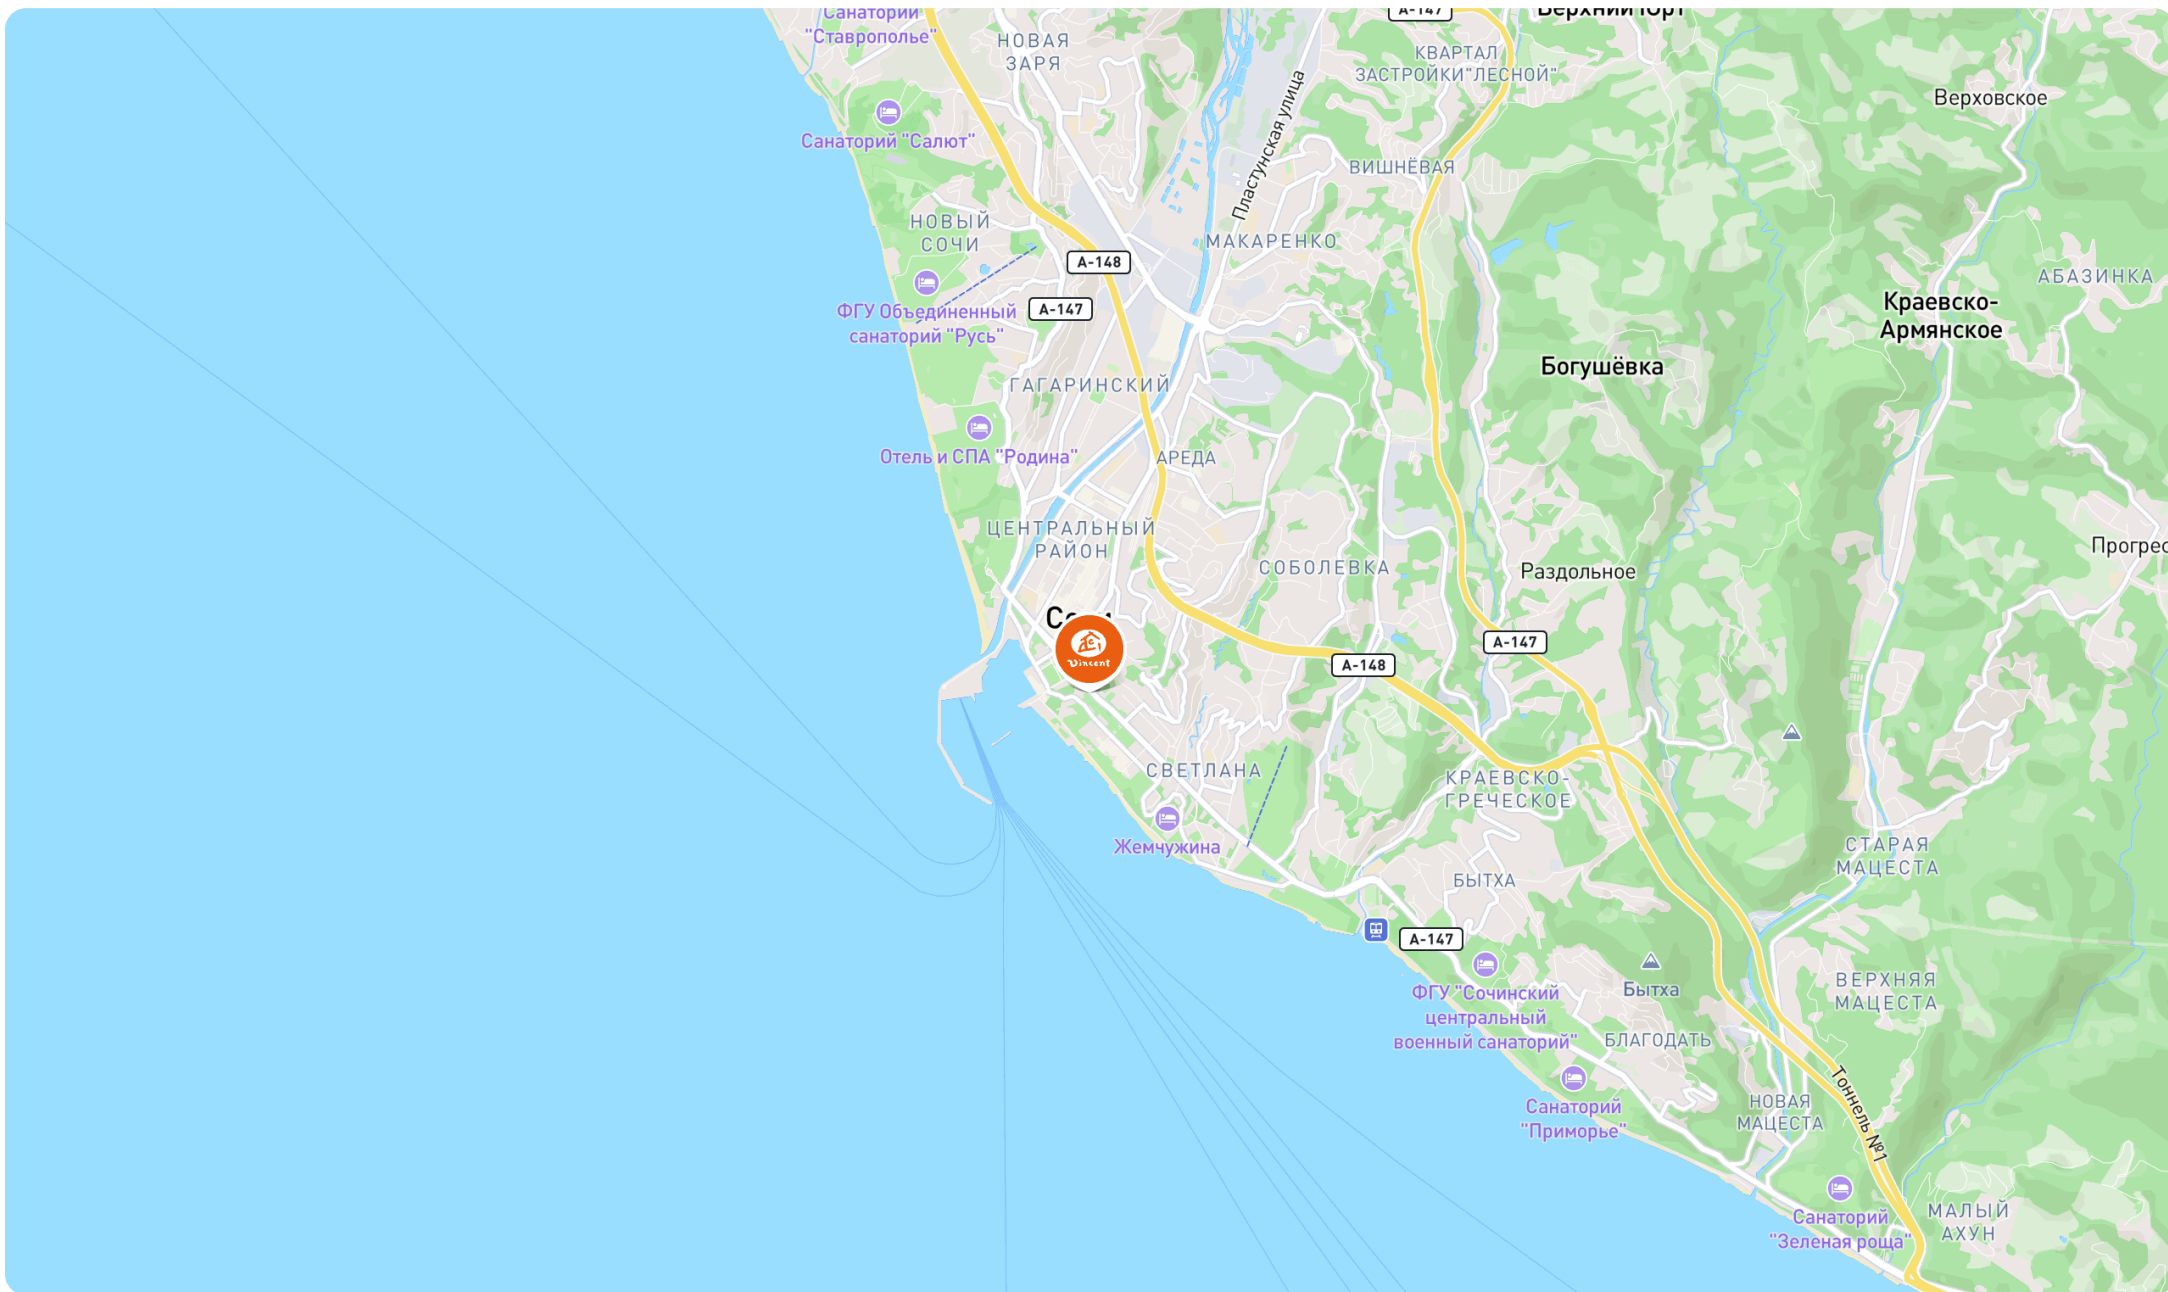 Санаторий
"Ставрополье"
А-147
НОВАЯ
ЗАРЯ
КВАРТАЛ
ЗАСТРОЙКИ"ЛЕСНОЙ"
Верховское
Санаторий "Салют"
Пластунская улица
ВИШНЁВАЯ
НОВЫЙ
СОЧИ
МАКАРЕНКО
А-148
АБАЗИНКА
ФГУ Объединенный
санаторий "Русь"
А-147
Краевско-
Армянское
Богушёвка
ГАГАРИНСКИЙ
Отель и СПА "Родина"
АРЕДА
ЦЕНТРАЛЬНЫЙ
РАЙОН
СОБОЛЕВКА
Раздольное
Прогрес
Vincent
А-147
А-148
СВЕТЛАНА
КРАЕВСКО-
ГРЕЧЕСКОЕ
Жемчужина
СТАРАЯ
МАЦЕСТА
БЫТХА
А-147
ФГУ "Сочинский
центральный
военный санаторий"
Бытха
ВЕРХНЯЯ
МАЦЕСТА
БЛАГОДАТЬ
Санаторий
"Приморье"
НОВАЯ
МАЦЕСТА
Тоннель №1
Санаторий
"Зеленая роща"
МАЛЫЙ
АХУН